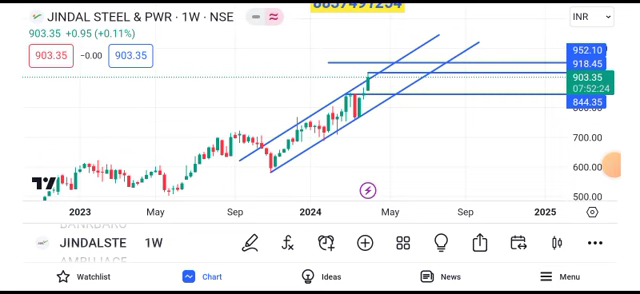 8657491254
JINDAL STEEL & PWR · 1W · NSE
INR
903.35 +0.95 (+0.11%)
903.35 −0.00 903.35
952.10
918.45
903.35
07:52:24
844.35
700.00
600.00
500.00
2023 May Sep 2024 May Sep 2025
JINDALSTE 1W
Watchlist Chart Ideas News Menu